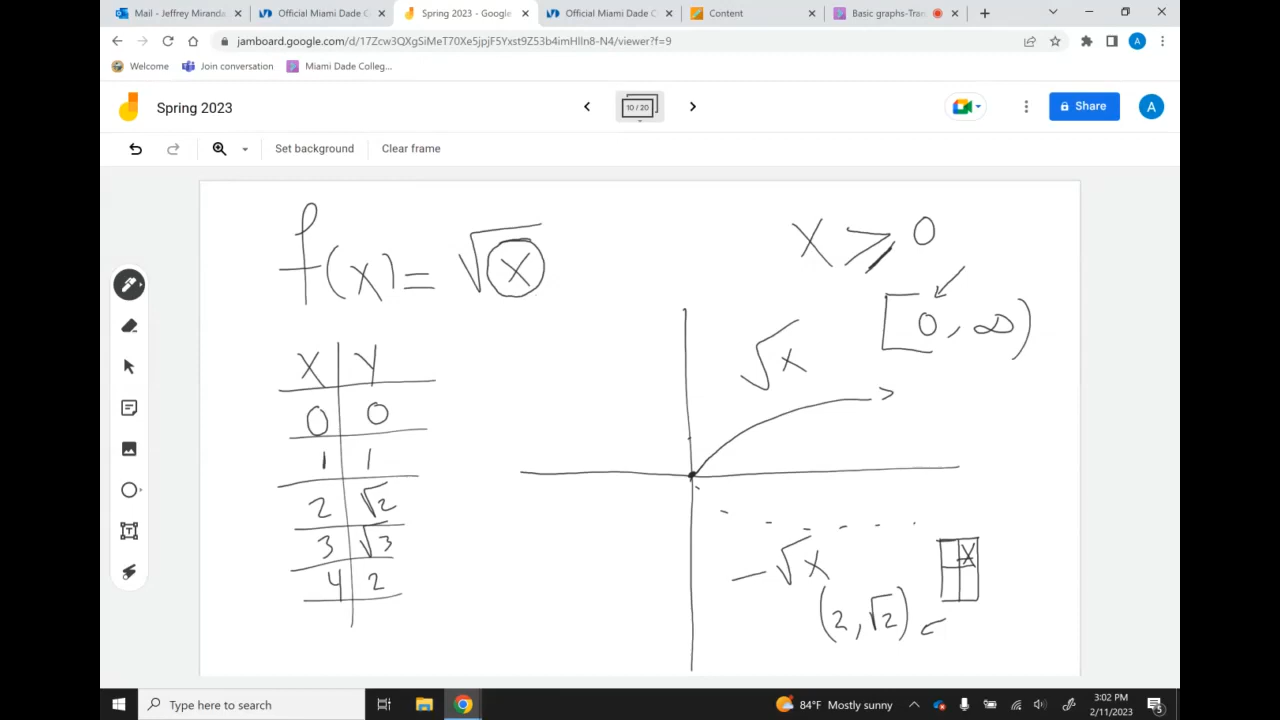 Mail - Jeffrey Miranda
Official Miami Dade C
Spring 2023 - Google
Official Miami Dade C
Content
Basic graphs-Tran
jamboard.google.com/d/17Zcw3QXgSiMeT70Xe5jpjF5Yxst9Z53b4imHlIn8-N4/viewer?f=9
A
Welcome
Join conversation
Miami Dade Colleg...
Spring 2023
10 / 20
Share
A
Set background
Clear frame
f(x) = √x
x ≥ 0
[0, ∞)
√x
X Y
0 0
1 1
2 √2
3 √3
4 2
-√x
X
(2, √2)
Type here to search
84°F Mostly sunny
3:02 PM
2/11/2023
5